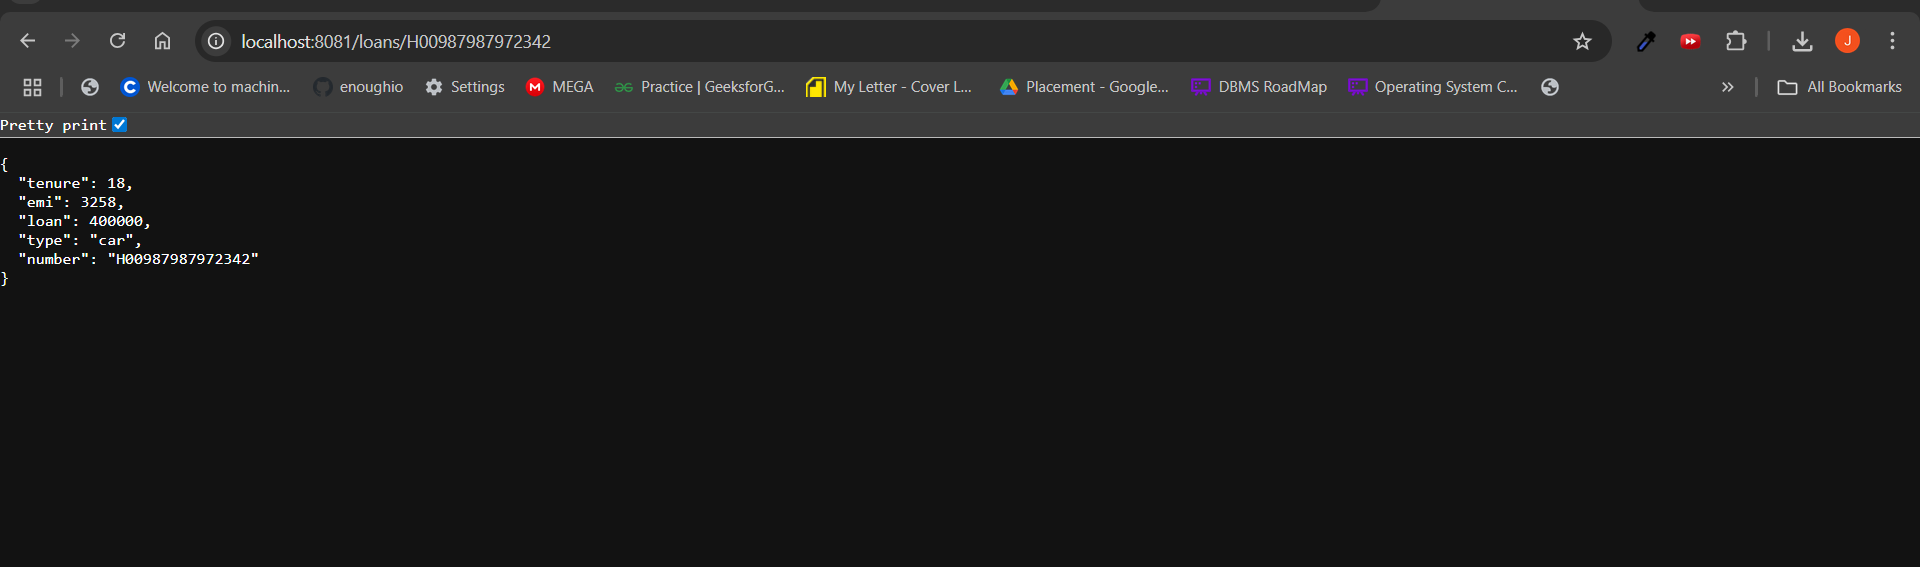 localhost:8081/loans/H00987987972342
J
Welcome to machin... enoughio Settings MEGA Practice | GeeksforG... My Letter - Cover L... Placement - Google... DBMS RoadMap Operating System C... » All Bookmarks
Pretty print
{
"tenure": 18,
"emi": 3258,
"loan": 400000,
"type": "car",
"number": "H00987987972342"
}